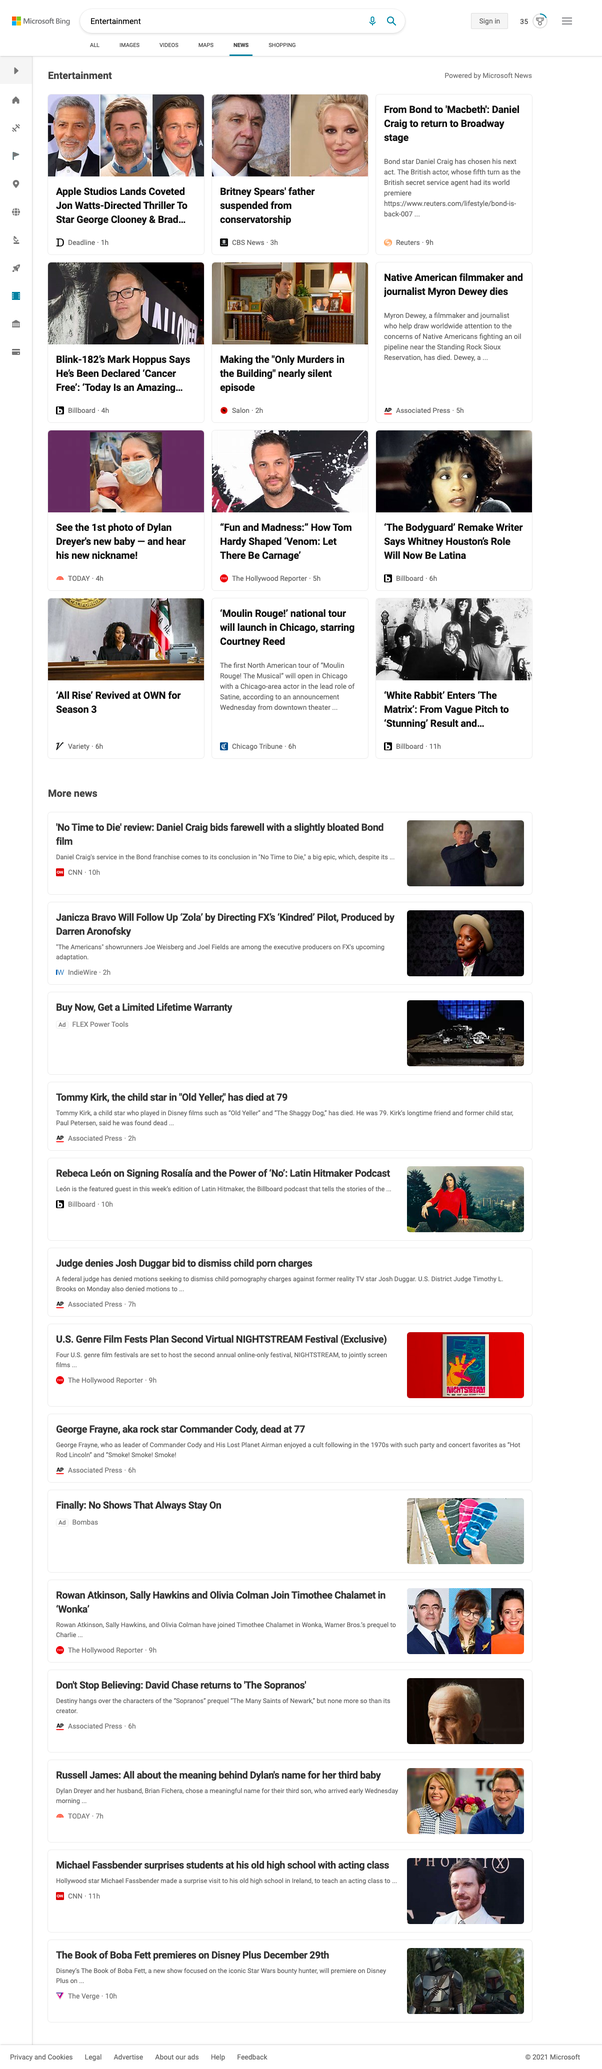 Microsoft Bing
Entertainment
Sign in
35
ALL
IMAGES
VIDEOS
MAPS
NEWS
SHOPPING
Entertainment
Powered by Microsoft News
Apple Studios Lands Coveted
Jon Watts-Directed Thriller To
Star George Clooney & Brad...
Deadline · 1h
Britney Spears' father
suspended from
conservatorship
CBS News · 3h
From Bond to 'Macbeth': Daniel
Craig to return to Broadway
stage
Bond star Daniel Craig has chosen his next
act. The British actor, whose fifth turn as the
British secret service agent had its world
premiere
https://www.reuters.com/lifestyle/bond-is-
back-007 ...
Reuters · 9h
Blink-182's Mark Hoppus Says
He's Been Declared 'Cancer
Free': 'Today Is an Amazing...
Billboard · 4h
Making the "Only Murders in
the Building" nearly silent
episode
Salon · 2h
Native American filmmaker and
journalist Myron Dewey dies
Myron Dewey, a filmmaker and journalist
who help draw worldwide attention to the
concerns of Native Americans fighting an oil
pipeline near the Standing Rock Sioux
Reservation, has died. Dewey, a ...
Associated Press · 5h
See the 1st photo of Dylan
Dreyer's new baby — and hear
his new nickname!
TODAY · 4h
"Fun and Madness:" How Tom
Hardy Shaped 'Venom: Let
There Be Carnage'
The Hollywood Reporter · 5h
'The Bodyguard' Remake Writer
Says Whitney Houston's Role
Will Now Be Latina
Billboard · 6h
'All Rise' Revived at OWN for
Season 3
Variety · 6h
'Moulin Rouge!' national tour
will launch in Chicago, starring
Courtney Reed
The first North American tour of "Moulin
Rouge! The Musical" will open in Chicago
with a Chicago-area actor in the lead role of
Satine, according to an announcement
Wednesday from downtown theater ...
Chicago Tribune · 6h
'White Rabbit' Enters 'The
Matrix': From Vague Pitch to
'Stunning' Result and...
Billboard · 11h
More news
'No Time to Die' review: Daniel Craig bids farewell with a slightly bloated Bond
film
Daniel Craig's service in the Bond franchise comes to its conclusion in "No Time to Die," a big epic, which, despite its ...
CNN · 10h
Janicza Bravo Will Follow Up 'Zola' by Directing FX's 'Kindred' Pilot, Produced by
Darren Aronofsky
"The Americans" showrunners Joe Weisberg and Joel Fields are among the executive producers on FX's upcoming
adaptation.
IndieWire · 2h
Buy Now, Get a Limited Lifetime Warranty
Ad FLEX Power Tools
Tommy Kirk, the child star in "Old Yeller," has died at 79
Tommy Kirk, a child star who played in Disney films such as "Old Yeller" and "The Shaggy Dog," has died. He was 79. Kirk's longtime friend and former child star,
Paul Petersen, said he was found dead ...
Associated Press · 2h
Rebeca León on Signing Rosalía and the Power of 'No': Latin Hitmaker Podcast
León is the featured guest in this week's edition of Latin Hitmaker, the Billboard podcast that tells the stories of the ...
Billboard · 10h
Judge denies Josh Duggar bid to dismiss child porn charges
A federal judge has denied motions seeking to dismiss child pornography charges against former reality TV star Josh Duggar. U.S. District Judge Timothy L.
Brooks on Monday also denied motions to ...
Associated Press · 7h
U.S. Genre Film Fests Plan Second Virtual NIGHTSTREAM Festival (Exclusive)
Four U.S. genre film festivals are set to host the second annual online-only festival, NIGHTSTREAM, to jointly screen
films ...
NIGHTSTREAM
The Hollywood Reporter · 9h
George Frayne, aka rock star Commander Cody, dead at 77
George Frayne, who as leader of Commander Cody and His Lost Planet Airman enjoyed a cult following in the 1970s with such party and concert favorites as "Hot
Rod Lincoln" and "Smoke! Smoke! Smoke!
Associated Press · 6h
Finally: No Shows That Always Stay On
Ad Bombas
Rowan Atkinson, Sally Hawkins and Olivia Colman Join Timothee Chalamet in
'Wonka'
Rowan Atkinson, Sally Hawkins and Olivia Colman have joined Timothee Chalamet in Wonka, Warner Bros.'s prequel to
Charlie ...
The Hollywood Reporter · 9h
Don't Stop Believing: David Chase returns to 'The Sopranos'
Destiny hangs over the characters of the "Sopranos" prequel "The Many Saints of Newark," but none more so than its
creator.
Associated Press · 6h
Russell James: All about the meaning behind Dylan's name for her third baby
Dylan Dreyer and her husband, Brian Fichera, chose a meaningful name for their third son, who arrived early Wednesday
morning ...
TODAY · 7h
Michael Fassbender surprises students at his old high school with acting class
Hollywood star Michael Fassbender made a surprise visit to his old high school in Ireland, to teach an acting class to ...
CNN · 11h
The Book of Boba Fett premieres on Disney Plus December 29th
Disney's The Book of Boba Fett, a new show focused on the iconic Star Wars bounty hunter, will premiere on Disney
Plus on ...
The Verge · 10h
Privacy and Cookies
Legal
Advertise
About our ads
Help
Feedback
© 2021 Microsoft